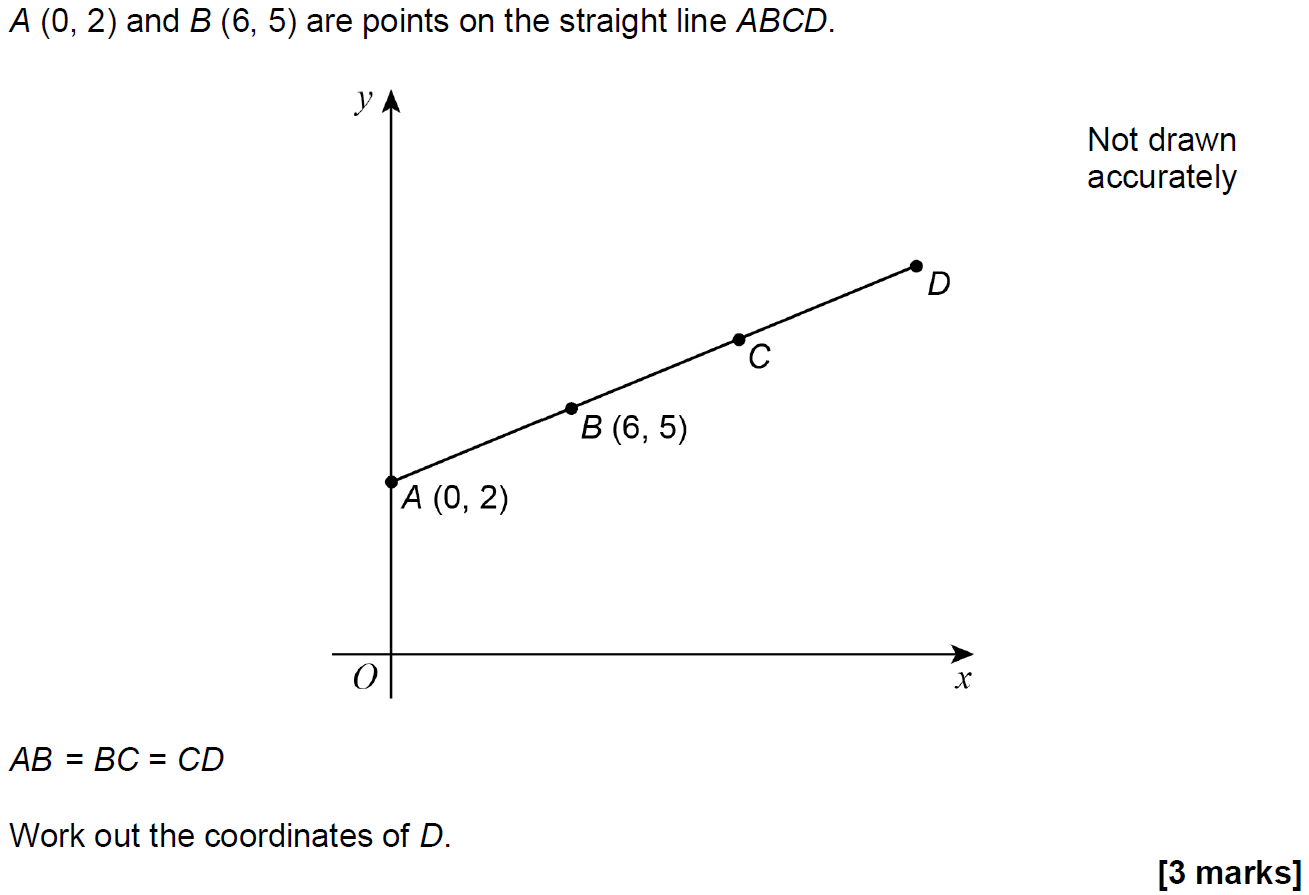 A (0, 2) and B (6, 5) are points on the straight line ABCD.
y
Not drawn
accurately
D
C
B (6, 5)
A (0, 2)
O
x
AB = BC = CD
Work out the coordinates of D.
[3 marks]